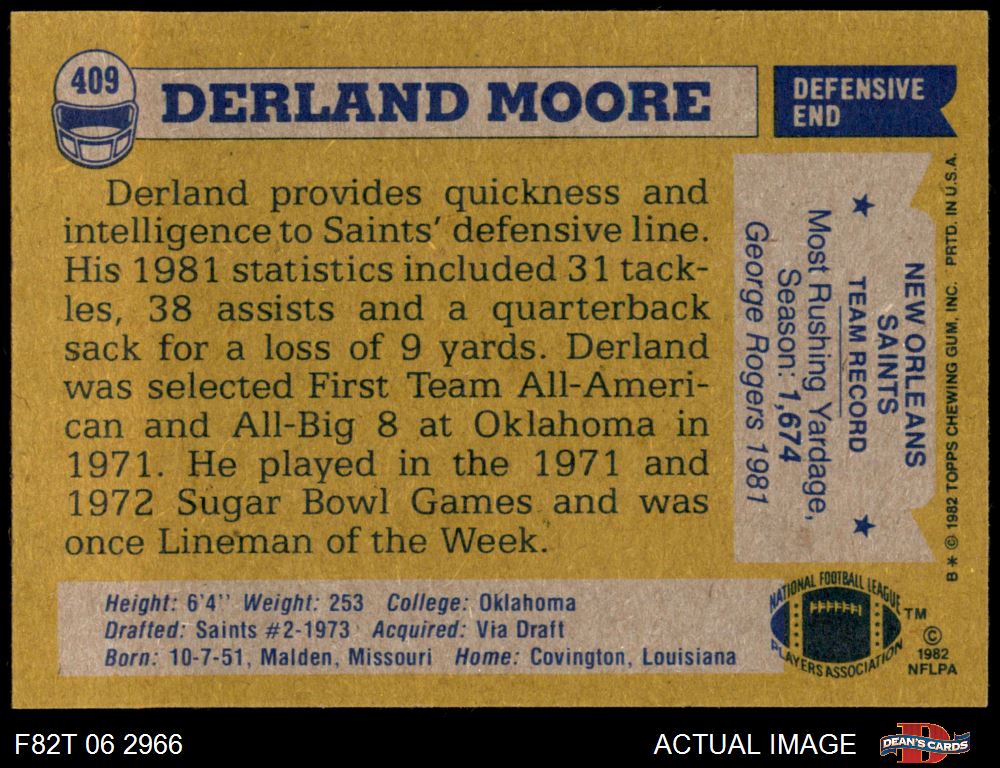 409
DERLAND MOORE
DEFENSIVE
END
Derland provides quickness and
intelligence to Saints' defensive line.
His 1981 statistics included 31 tack-
les, 38 assists and a quarterback
sack for a loss of 9 yards. Derland
was selected First Team All-Ameri-
can and All-Big 8 at Oklahoma in
1971. He played in the 1971 and
1972 Sugar Bowl Games and was
once Lineman of the Week.
NEW ORLEANS
SAINTS
★ TEAM RECORD ★
Most Rushing Yardage,
Season: 1,674
George Rogers 1981
B * © 1982 TOPPS CHEWING GUM, INC. PRTD. IN U.S.A.
Height: 6'4'' Weight: 253 College: Oklahoma
Drafted: Saints #2-1973 Acquired: Via Draft
Born: 10-7-51, Malden, Missouri Home: Covington, Louisiana
NATIONAL FOOTBALL LEAGUE
PLAYERS ASSOCIATION
TM
©
1982
NFLPA
F82T 06 2966
ACTUAL IMAGE
D
DEAN'S CARDS